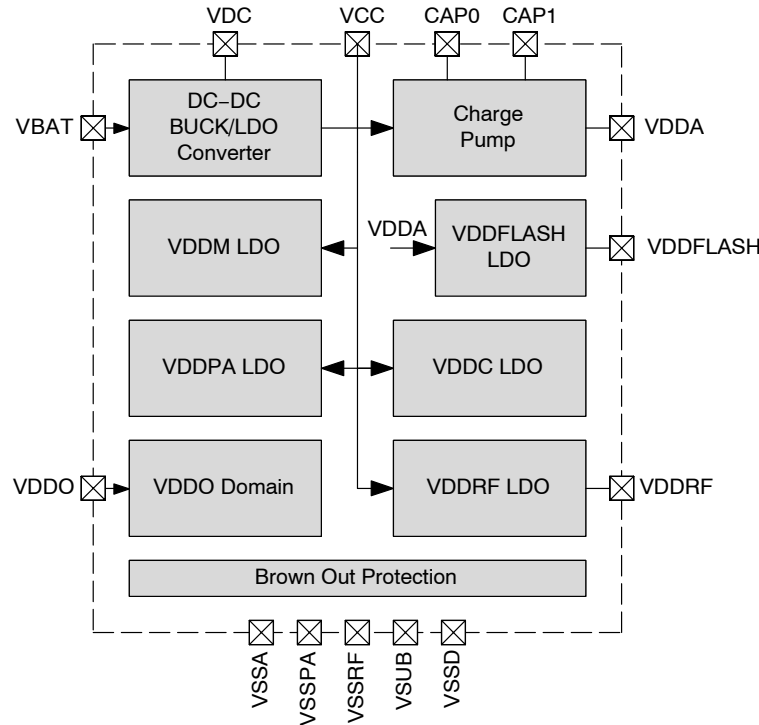 VDC
VCC
CAP0
CAP1
VBAT
DC–DC
BUCK/LDO
Converter
Charge
Pump
VDDA
VDDM LDO
VDDA
VDDFLASH
LDO
VDDFLASH
VDDPA LDO
VDDC LDO
VDDO
VDDO Domain
VDDRF LDO
VDDRF
Brown Out Protection
VSSA
VSSPA
VSSRF
VSUB
VSSD